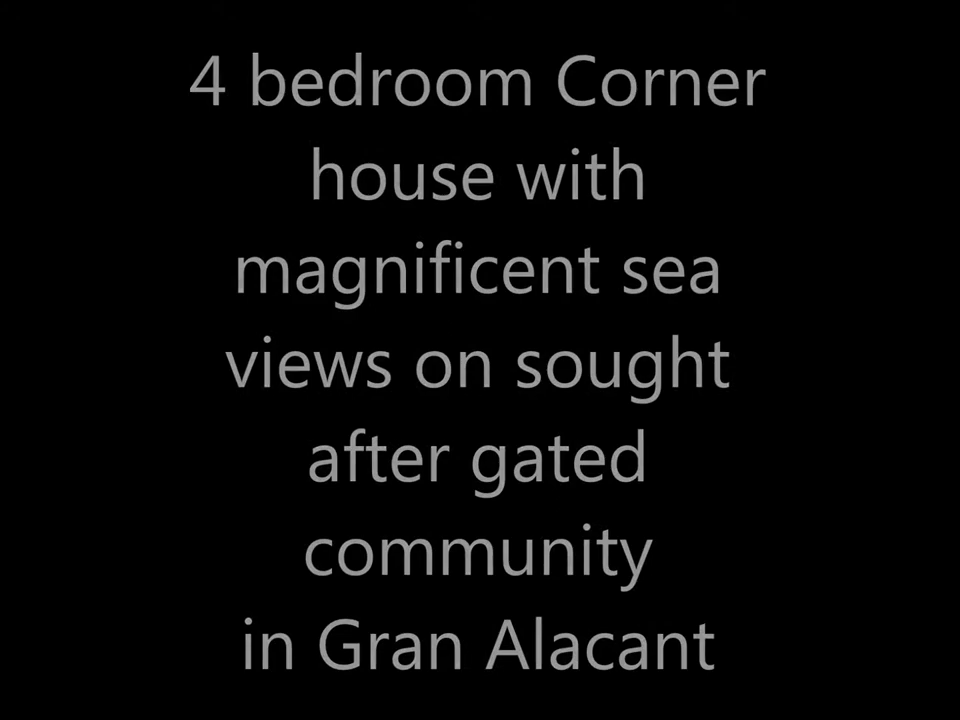 4 bedroom Corner
house with
magnificent sea
views on sought
after gated
community
in Gran Alacant